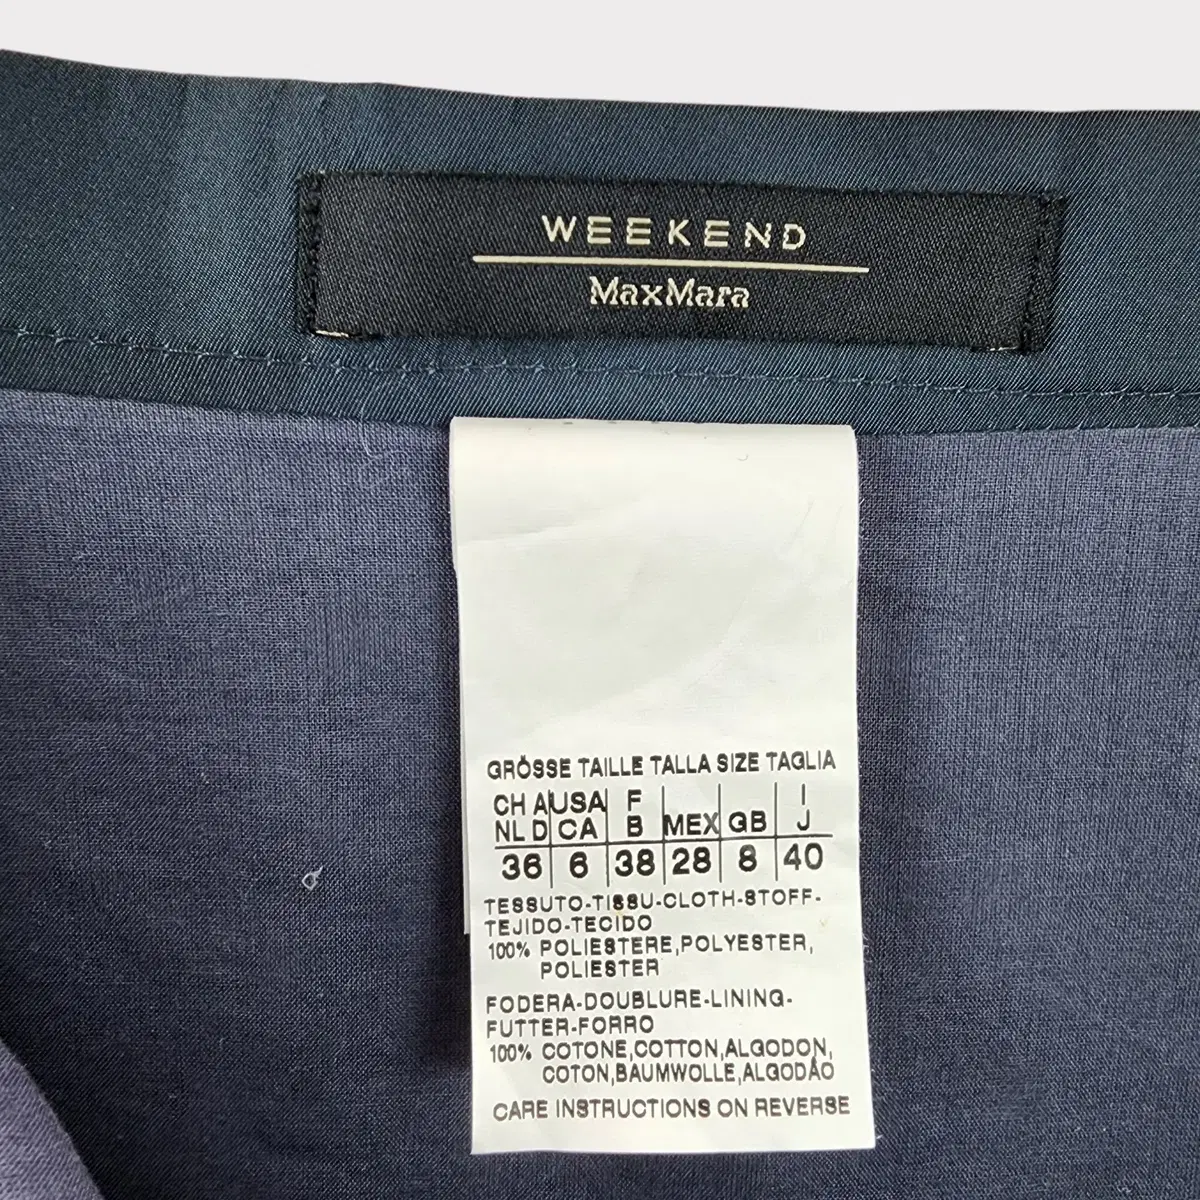 WEEKEND
MaxMara
GRÖSSE TAILLE TALLA SIZE TAGLIA
CH A USA F MEX GB I
NL D CA B J
36 6 38 28 8 40
TESSUTO-TISSU-CLOTH-STOFF-
TEJIDO-TECIDO
100% POLIESTERE,POLYESTER,
POLIESTER
FODERA-DOUBLURE-LINING-
FUTTER-FORRO
100% COTONE,COTTON,ALGODON,
COTON,BAUMWOLLE,ALGODÃO
CARE INSTRUCTIONS ON REVERSE